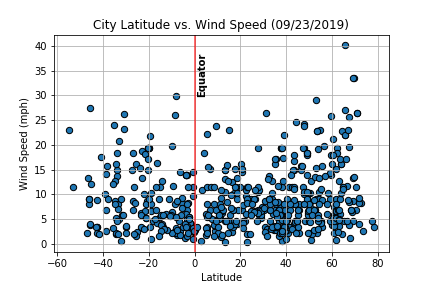 City Latitude vs. Wind Speed (09/23/2019)
40
35
30
25
20
15
10
5
0
Wind Speed (mph)
Equator
−60 −40 −20 0 20 40 60 80
Latitude